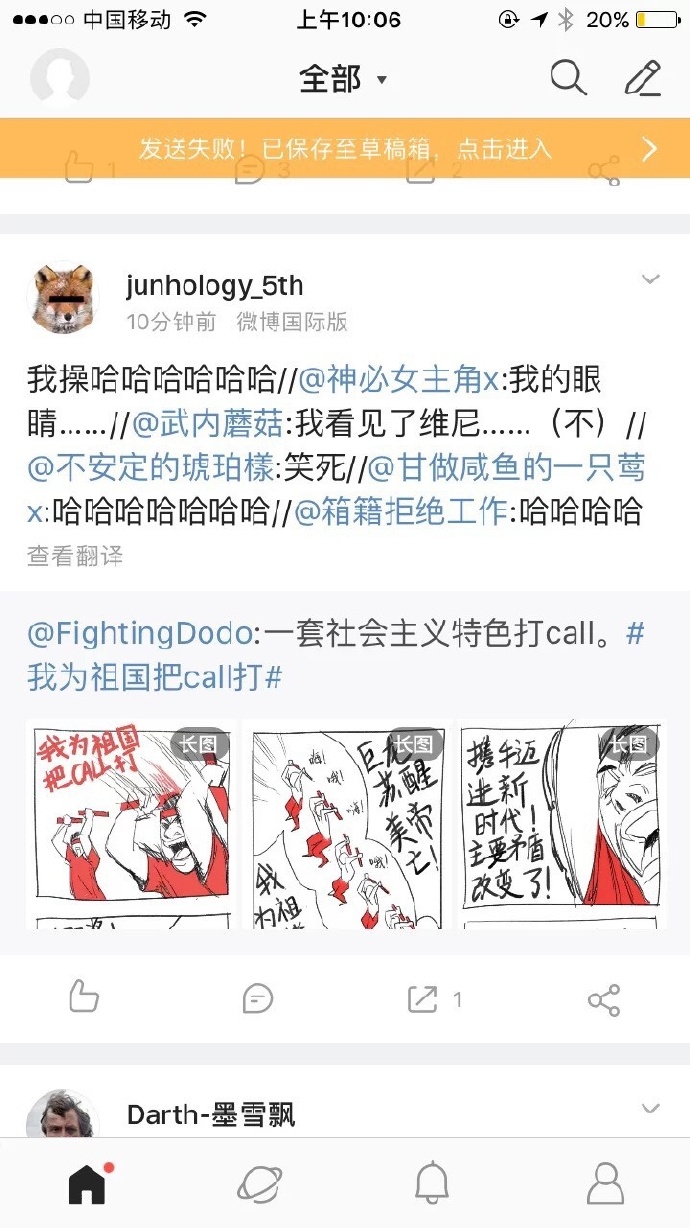 中国移动
上午10:06
20%
全部
发送失败！已保存至草稿箱，点击进入
1
3
2
junhology_5th
10分钟前 微博国际版
我操哈哈哈哈哈哈//@神必女主角x:我的眼
睛……//@武内蘑菇:我看见了维尼……（不）//
@不安定的琥珀樣:笑死//@甘做咸鱼的一只莺
x:哈哈哈哈哈哈哈//@箱籍拒绝工作:哈哈哈哈
查看翻译
@FightingDodo:一套社会主义特色打call。#
我为祖国把call打#
长图
我为祖国
把CALL打
长图
巨龙
苏醒
美帝
亡！
嗨！
哦！
嗨！
哦！
我
为祖
长图
携手迈
进新
时代！
主要矛盾
改变了！
1
Darth-墨雪飘